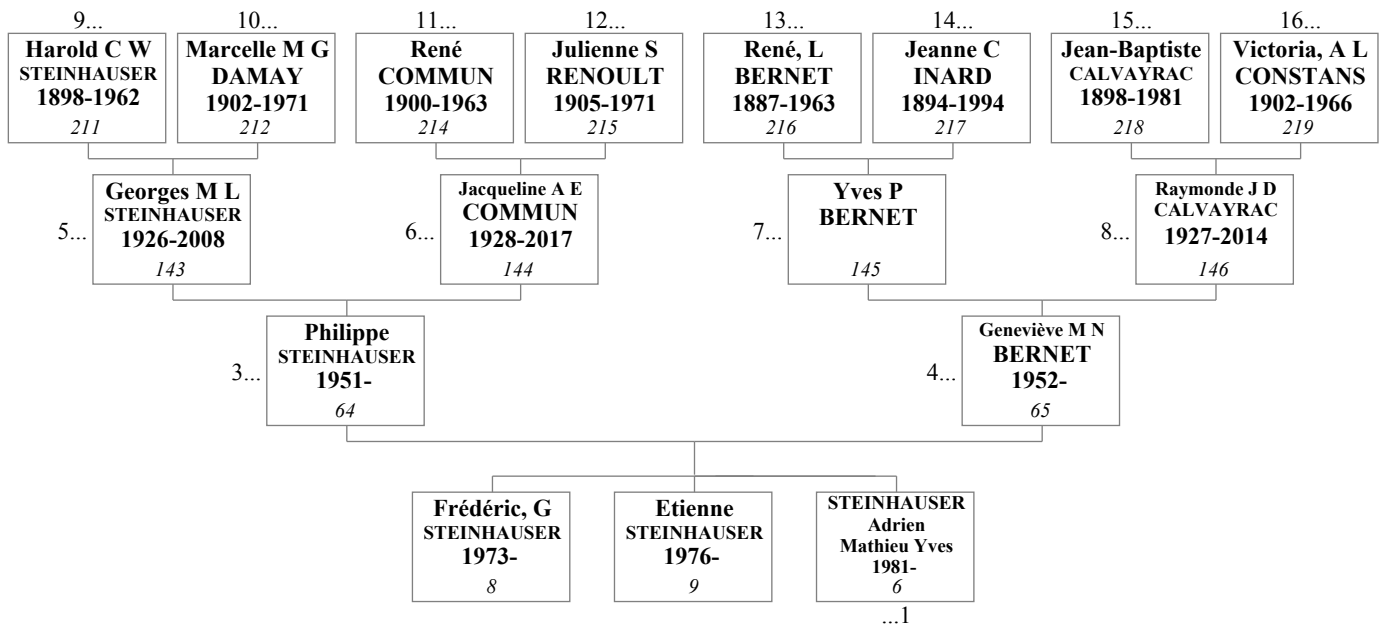 9... 10... 11... 12... 13... 14... 15... 16...
Harold C W
STEINHAUSER
1898-1962
211
Marcelle M G
DAMAY
1902-1971
212
René
COMMUN
1900-1963
214
Julienne S
RENOULT
1905-1971
215
René, L
BERNET
1887-1963
216
Jeanne C
INARD
1894-1994
217
Jean-Baptiste
CALVAYRAC
1898-1981
218
Victoria, A L
CONSTANS
1902-1966
219
5...
Georges M L
STEINHAUSER
1926-2008
143
6...
Jacqueline A E
COMMUN
1928-2017
144
7...
Yves P
BERNET
145
8...
Raymonde J D
CALVAYRAC
1927-2014
146
3...
Philippe
STEINHAUSER
1951-
64
4...
Geneviève M N
BERNET
1952-
65
Frédéric, G
STEINHAUSER
1973-
8
Etienne
STEINHAUSER
1976-
9
STEINHAUSER
Adrien
Mathieu Yves
1981-
6
...1